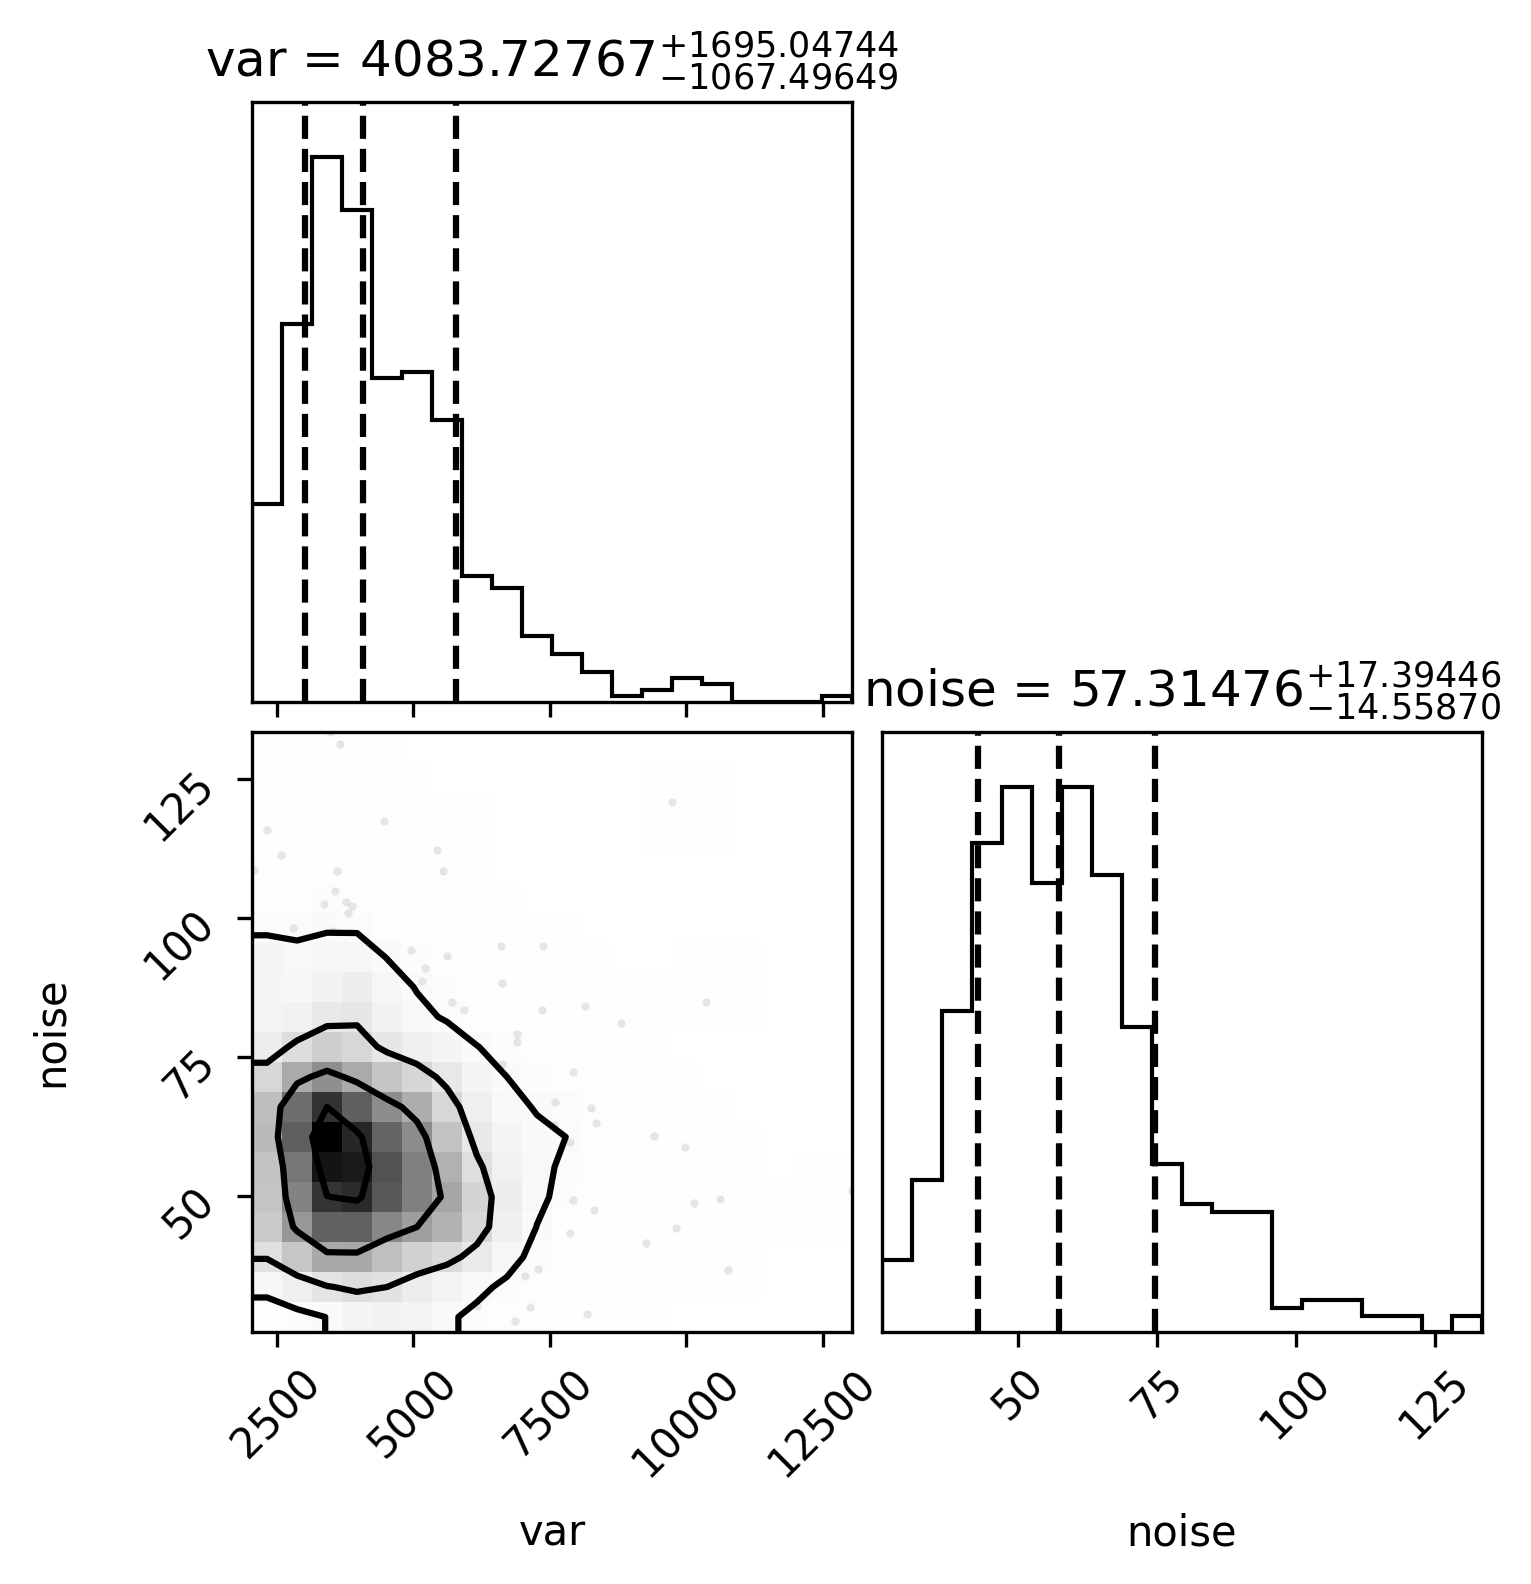 var = 4083.72767+1695.04744−1067.49649
noise = 57.31476+17.39446−14.55870
125
100
75
50
noise
2500 5000 7500 10000 12500
50 75 100 125
var
noise